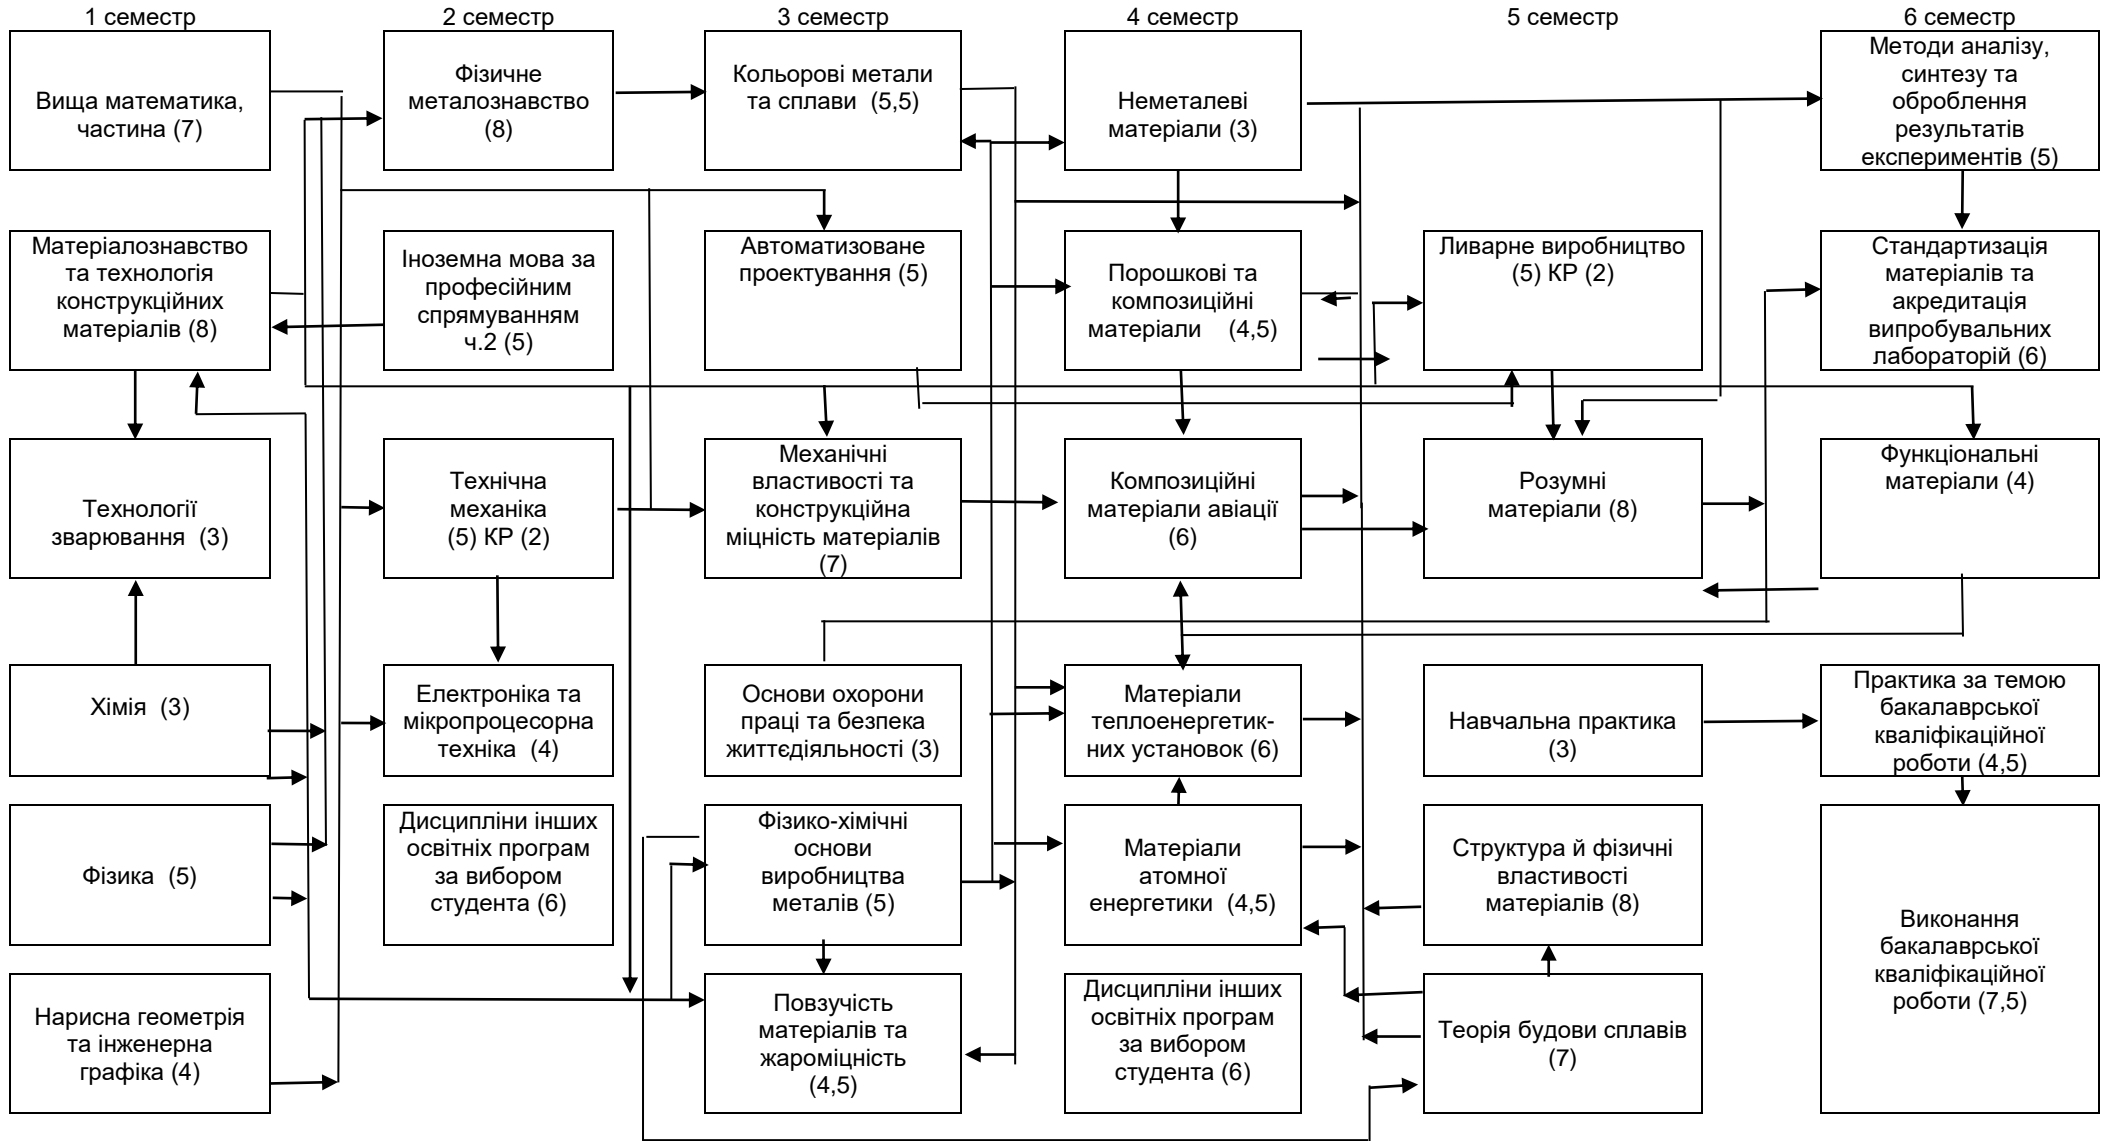 1 семестр
2 семестр
3 семестр
4 семестр
5 семестр
6 семестр
Вища математика,
частина (7)
Фізичне
металознавство
(8)
Кольорові метали
та сплави (5,5)
Неметалеві
матеріали (3)
Методи аналізу,
синтезу та
оброблення
результатів
експериментів (5)
Матеріалознавство
та технологія
конструкційних
матеріалів (8)
Іноземна мова за
професійним
спрямуванням
ч.2 (5)
Автоматизоване
проектування (5)
Порошкові та
композиційні
матеріали (4,5)
Ливарне виробництво
(5) КР (2)
Стандартизація
матеріалів та
акредитація
випробувальних
лабораторій (6)
Технології
зварювання (3)
Технічна
механіка
(5) КР (2)
Механічні
властивості та
конструкційна
міцність матеріалів
(7)
Композиційні
матеріали авіації
(6)
Розумні
матеріали (8)
Функціональні
матеріали (4)
Хімія (3)
Електроніка та
мікропроцесорна
техніка (4)
Основи охорони
праці та безпека
життєдіяльності (3)
Матеріали
теплоенергетик-
них установок (6)
Навчальна практика
(3)
Практика за темою
бакалаврської
кваліфікаційної
роботи (4,5)
Фізика (5)
Дисципліни інших
освітніх програм
за вибором
студента (6)
Фізико-хімічні
основи
виробництва
металів (5)
Матеріали
атомної
енергетики (4,5)
Структура й фізичні
властивості
матеріалів (8)
Виконання
бакалаврської
кваліфікаційної
роботи (7,5)
Нарисна геометрія
та інженерна
графіка (4)
Повзучість
матеріалів та
жароміцність
(4,5)
Дисципліни інших
освітніх програм
за вибором
студента (6)
Теорія будови сплавів
(7)